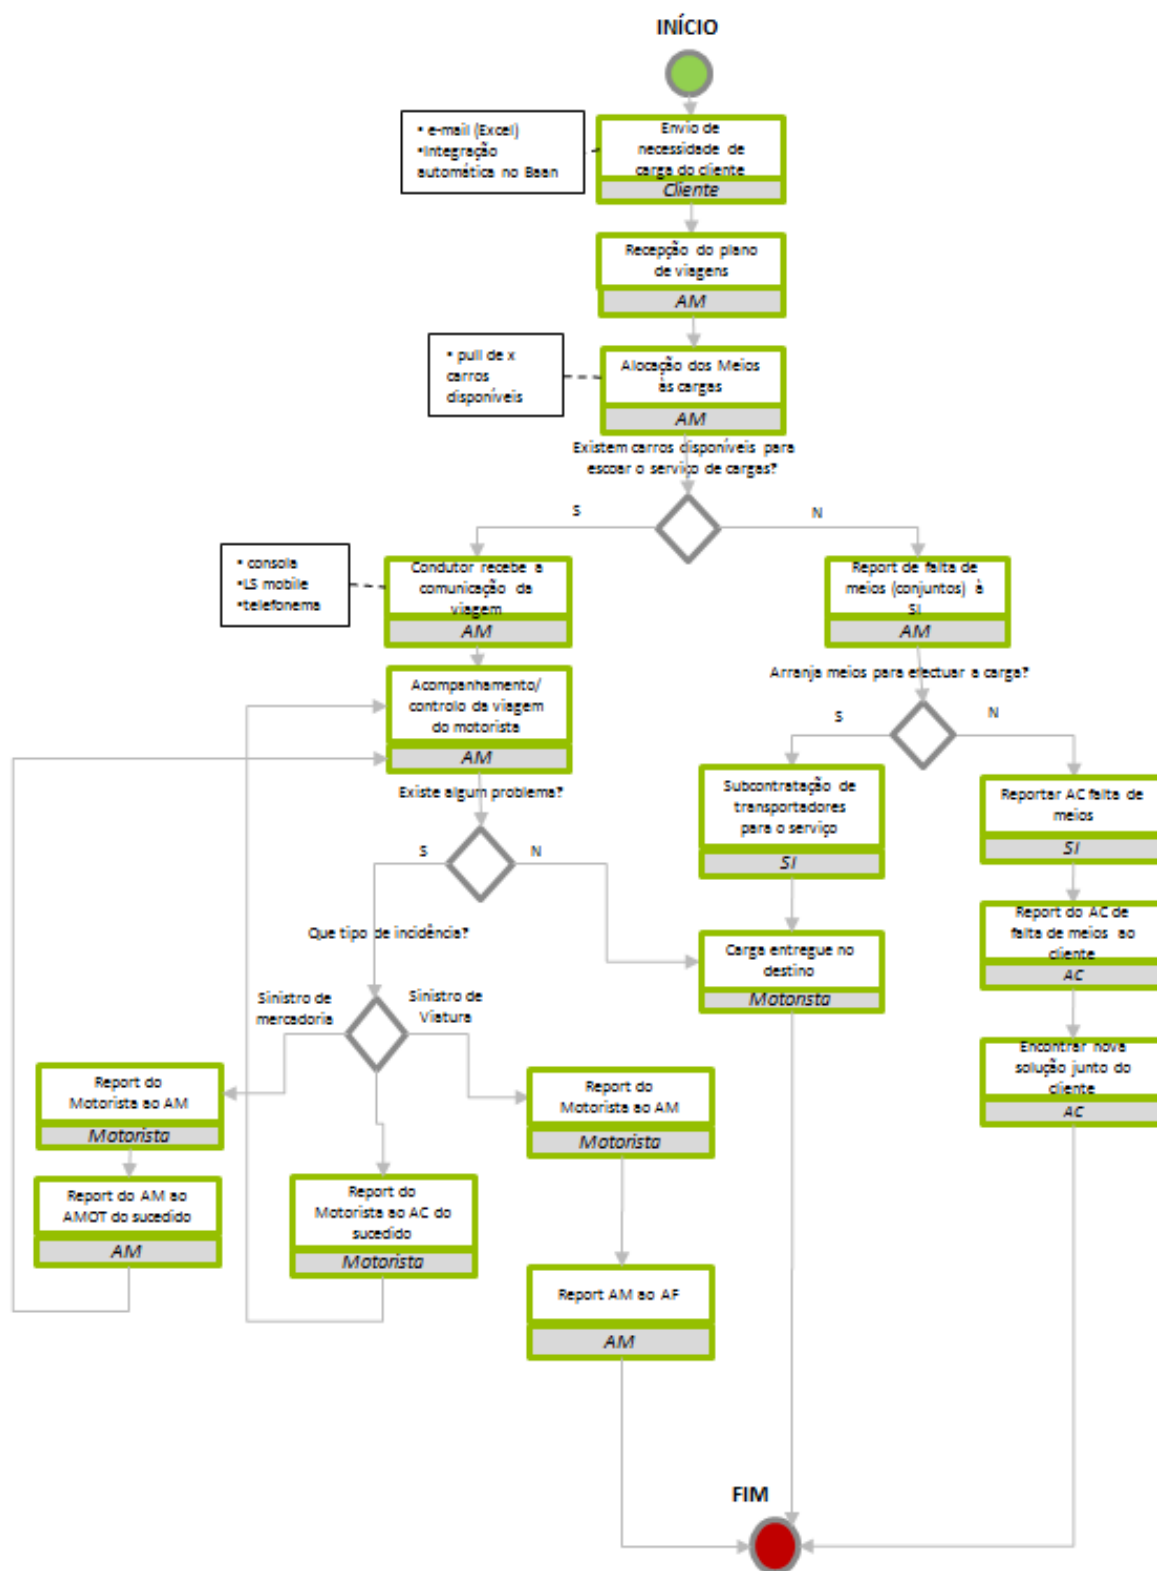 INÍCIO
• e-mail (Excel)
•Integração
automática no Baan
Envio de
necessidade de
carga do cliente
Cliente
Recepção do plano
de viagens
AM
• pull de x
carros
disponíveis
Alocação dos Meios
às cargas
AM
Existem carros disponíveis para
escoar o serviço de cargas?
S
N
• consola
•LS mobile
•telefonema
Condutor recebe a
comunicação da
viagem
AM
Report de falta de
meios (conjuntos) à
SI
AM
Acompanhamento/
controlo da viagem
do motorista
AM
Arranja meios para efectuar a carga?
S
N
Existe algum problema?
S
N
Subcontratação de
transportadores
para o serviço
SI
Reportar AC falta de
meios
SI
Report do AC de
falta de meios ao
cliente
AC
Que tipo de incidência?
Carga entregue no
destino
Motorista
Sinistro de
mercadoria
Sinistro de
Viatura
Encontrar nova
solução junto do
cliente
AC
Report do
Motorista ao AM
Motorista
Report do
Motorista ao AM
Motorista
Report do AM ao
AMOT do sucedido
AM
Report do
Motorista ao AC do
sucedido
Motorista
Report AM ao AF
AM
FIM